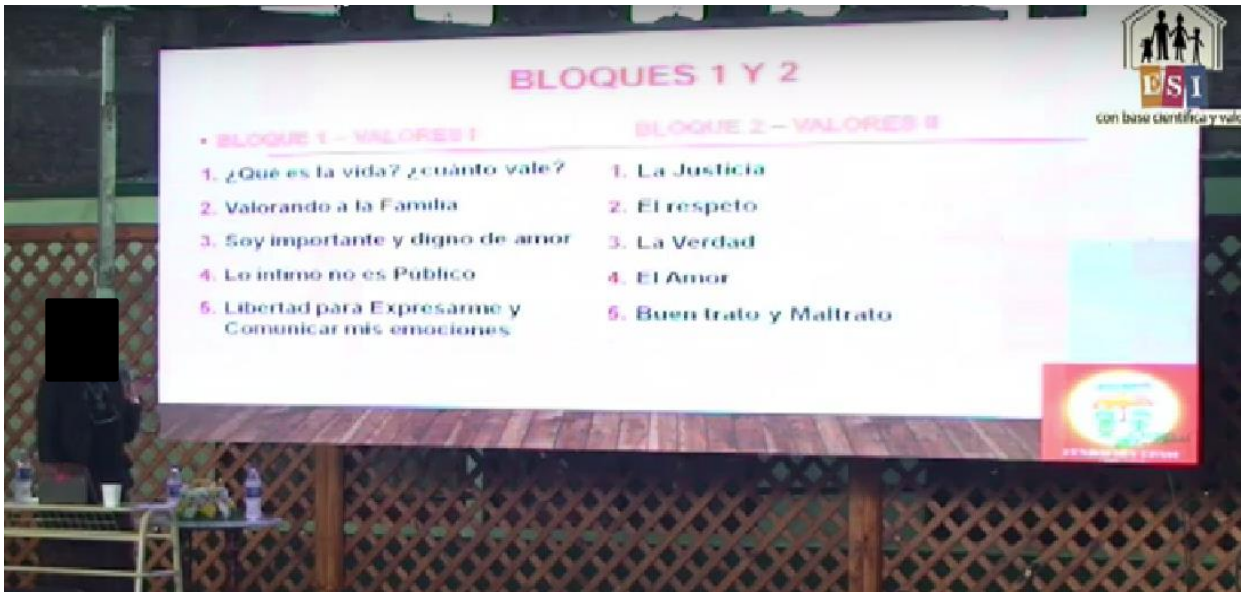 BLOQUES 1 Y 2
• BLOQUE 1 – VALORES I
1. ¿Qué es la vida? ¿cuánto vale?
2. Valorando a la Familia
3. Soy importante y digno de amor
4. Lo íntimo no es Público
5. Libertad para Expresarme y
Comunicar mis emociones
BLOQUE 2 – VALORES II
1. La Justicia
2. El respeto
3. La Verdad
4. El Amor
5. Buen trato y Maltrato
ESI
con base científica y valo